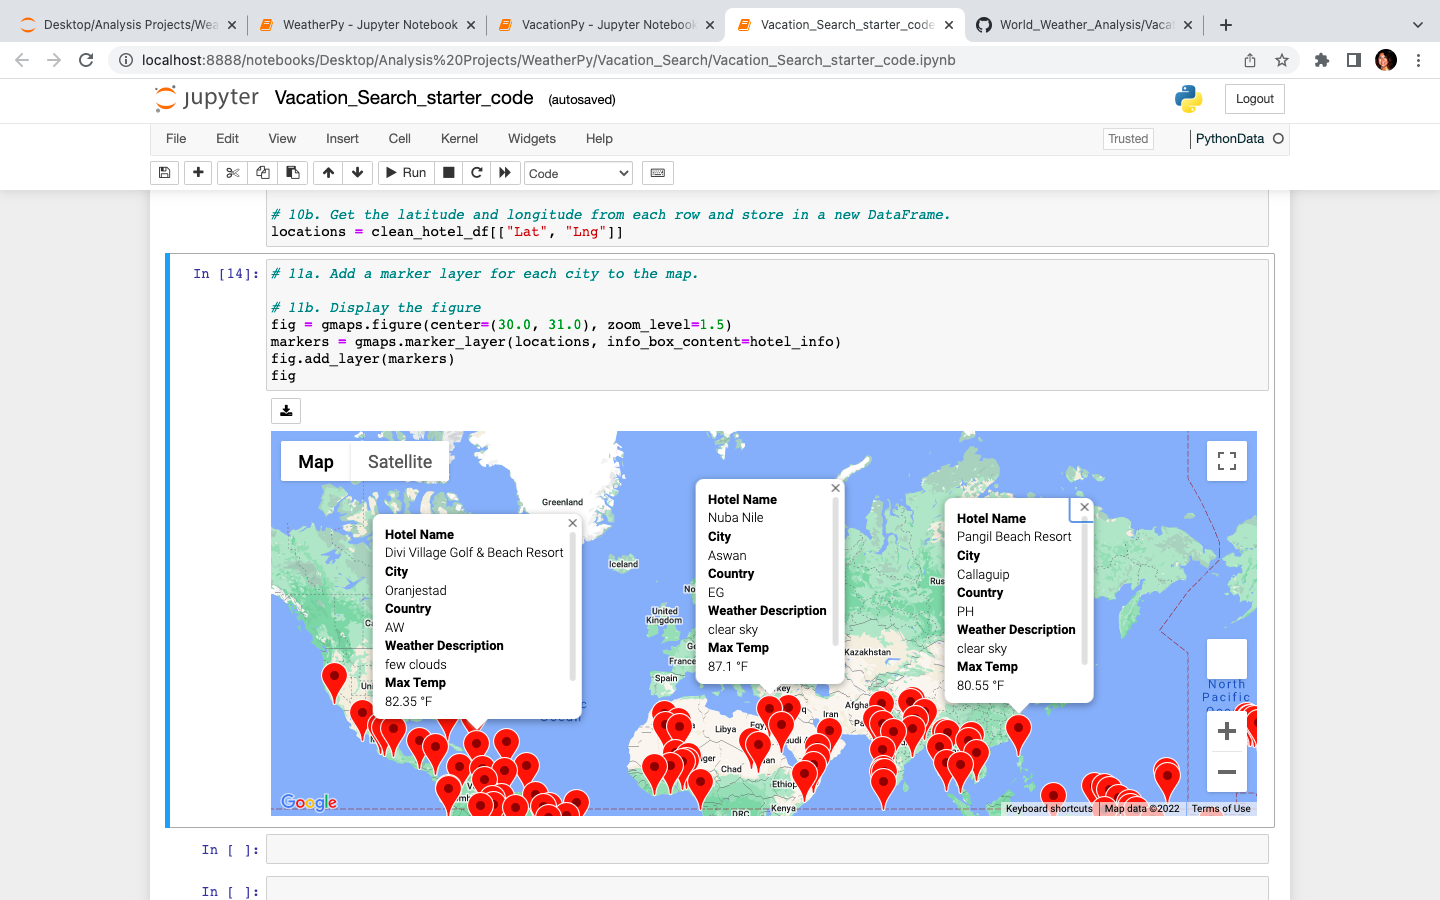 Desktop/Analysis Projects/Wea
WeatherPy - Jupyter Notebook
VacationPy - Jupyter Notebook
Vacation_Search_starter_code
World_Weather_Analysis/Vaca
localhost:8888/notebooks/Desktop/Analysis%20Projects/WeatherPy/Vacation_Search/Vacation_Search_starter_code.ipynb
jupyter Vacation_Search_starter_code (autosaved)
Logout
File Edit View Insert Cell Kernel Widgets Help
Trusted
PythonData
Run
Code
# 10b. Get the latitude and longitude from each row and store in a new DataFrame.
locations = clean_hotel_df[["Lat", "Lng"]]
In [14]:
# 11a. Add a marker layer for each city to the map.
# 11b. Display the figure
fig = gmaps.figure(center=(30.0, 31.0), zoom_level=1.5)
markers = gmaps.marker_layer(locations, info_box_content=hotel_info)
fig.add_layer(markers)
fig
Map Satellite
Greenland
Iceland
United
Kingdom
France
Spain
Kazakhstan
Libya
Iran
Chad
Kenya
DRC
North
Pacific
Hotel Name
Divi Village Golf & Beach Resort
City
Oranjestad
Country
AW
Weather Description
few clouds
Max Temp
82.35 °F
Hotel Name
Nuba Nile
City
Aswan
Country
EG
Weather Description
clear sky
Max Temp
87.1 °F
Hotel Name
Pangil Beach Resort
City
Callaguip
Country
PH
Weather Description
clear sky
Max Temp
80.55 °F
Google
Keyboard shortcuts
Map data ©2022
Terms of Use
In [ ]:
In [ ]: